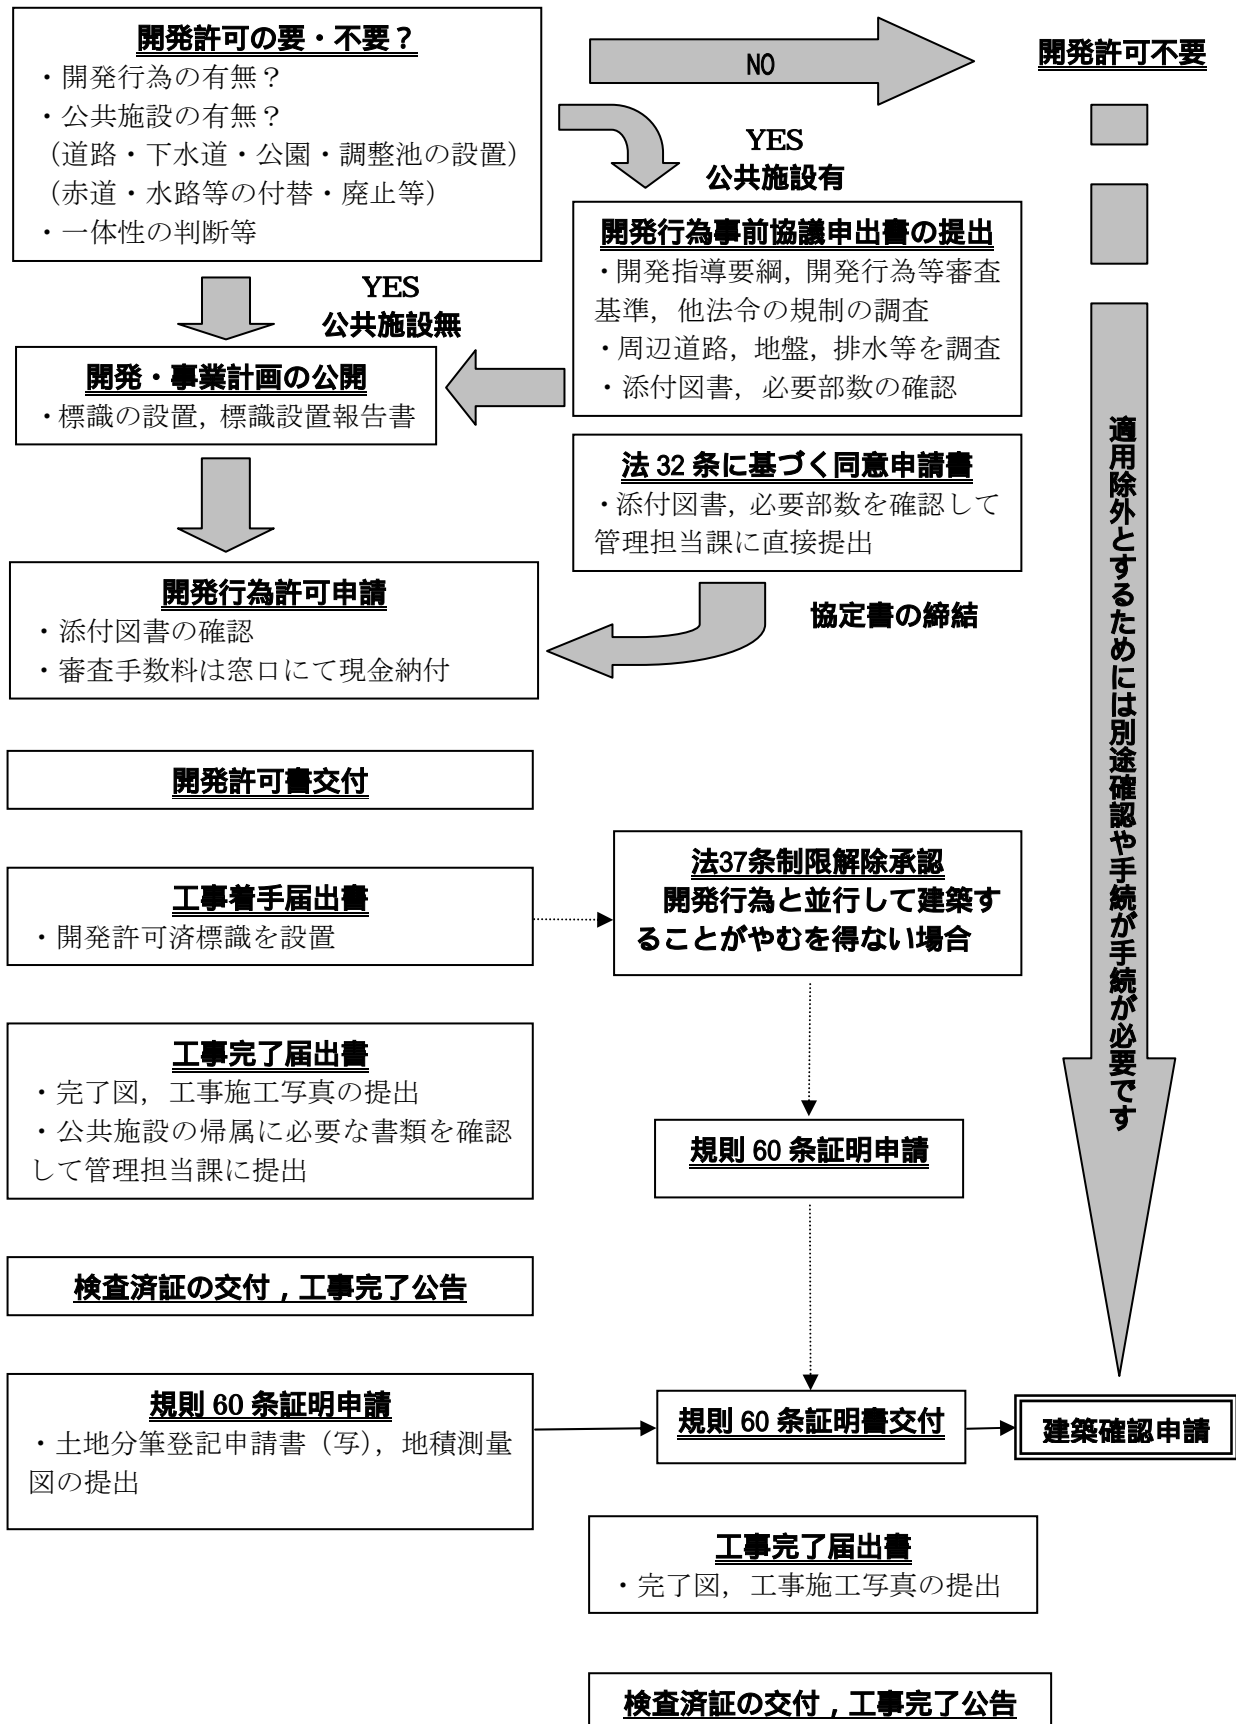 開発許可の要・不要?
・開発行為の有無?
・公共施設の有無?
(道路・下水道・公園・調整池の設置)
(赤道・水路等の付替・廃止等)
・一体性の判断等
NO
開発許可不要
YES
公共施設有
YES
公共施設無
開発行為事前協議申出書の提出
・開発指導要綱, 開発行為等審査
基準, 他法令の規制の調査
・周辺道路, 地盤, 排水等を調査
・添付図書, 必要部数の確認
開発・事業計画の公開
・標識の設置, 標識設置報告書
法 32 条に基づく同意申請書
・添付図書, 必要部数を確認して
管理担当課に直接提出
協定書の締結
開発行為許可申請
・添付図書の確認
・審査手数料は窓口にて現金納付
適用除外とするためには別途確認や手続が手続が必要です
開発許可書交付
工事着手届出書
・開発許可済標識を設置
法37条制限解除承認
開発行為と並行して建築す
ることがやむを得ない場合
工事完了届出書
・完了図, 工事施工写真の提出
・公共施設の帰属に必要な書類を確認
して管理担当課に提出
規則 60 条証明申請
検査済証の交付 , 工事完了公告
規則 60 条証明申請
・土地分筆登記申請書(写), 地積測量
図の提出
規則 60 条証明書交付
建築確認申請
工事完了届出書
・完了図, 工事施工写真の提出
検査済証の交付 , 工事完了公告